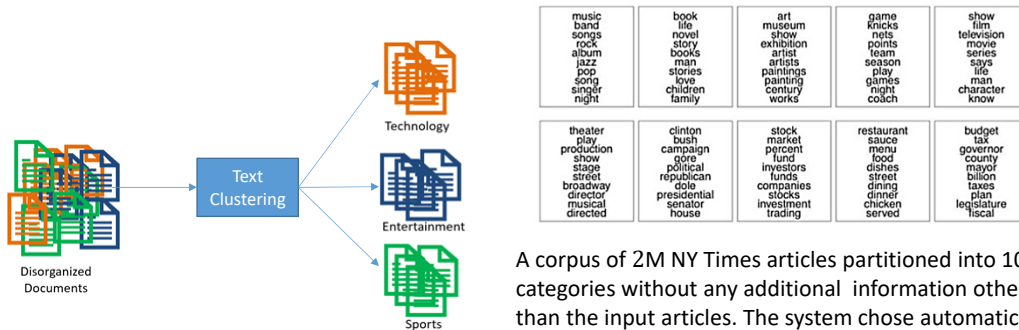 Disorganized
Documents
Text
Clustering
Technology
Entertainment
Sports
music
band
songs
rock
album
jazz
pop
song
singer
night
book
life
novel
story
books
man
stories
love
children
family
art
museum
show
exhibition
artist
artists
paintings
painting
century
works
game
knicks
nets
points
team
season
play
games
night
coach
show
film
television
movie
series
says
life
man
character
know
theater
play
production
show
stage
street
broadway
director
musical
directed
clinton
bush
campaign
gore
political
republican
dole
presidential
senator
house
stock
market
percent
fund
investors
funds
companies
stocks
investment
trading
restaurant
sauce
menu
food
dishes
street
dining
dinner
chicken
served
budget
tax
governor
county
mayor
billion
taxes
plan
legislature
fiscal
A corpus of 2M NY Times articles partitioned into 10
categories without any additional information othe
than the input articles. The system chose automatic